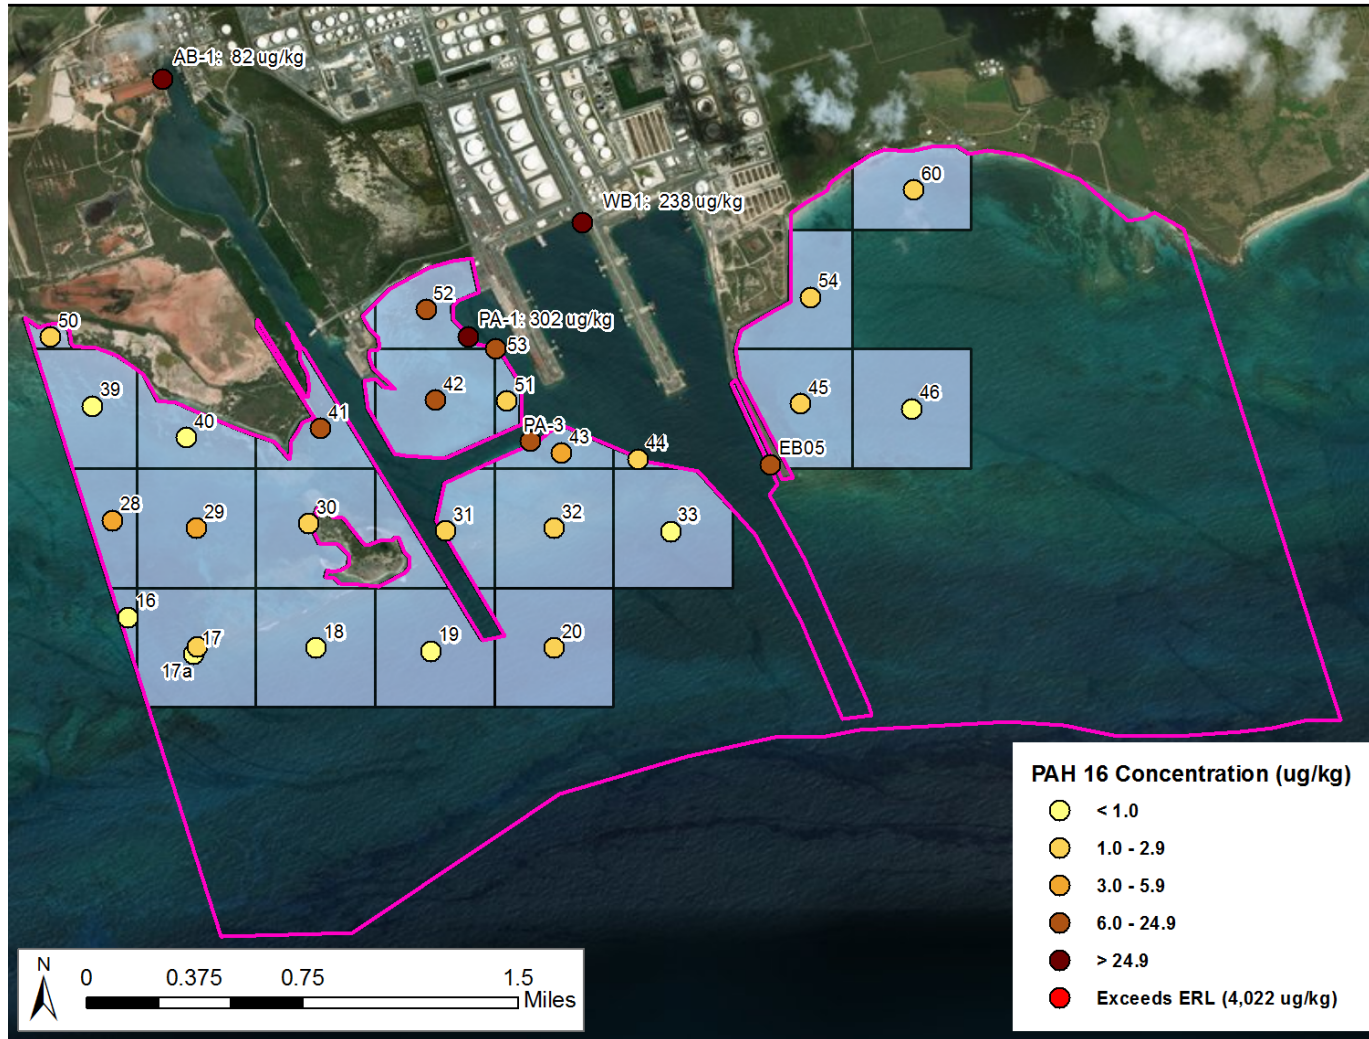 AB-1: 82 ug/kg
60
WB1: 238 ug/kg
52
54
50
PA-1: 302 ug/kg
53
39
42
51
45
46
40
41
PA-3
43
44
EB05
28
29
30
31
32
33
16
17
18
19
20
17a
PAH 16 Concentration (ug/kg)
< 1.0
1.0 - 2.9
3.0 - 5.9
6.0 - 24.9
> 24.9
Exceeds ERL (4,022 ug/kg)
N
0 0.375 0.75 1.5
Miles